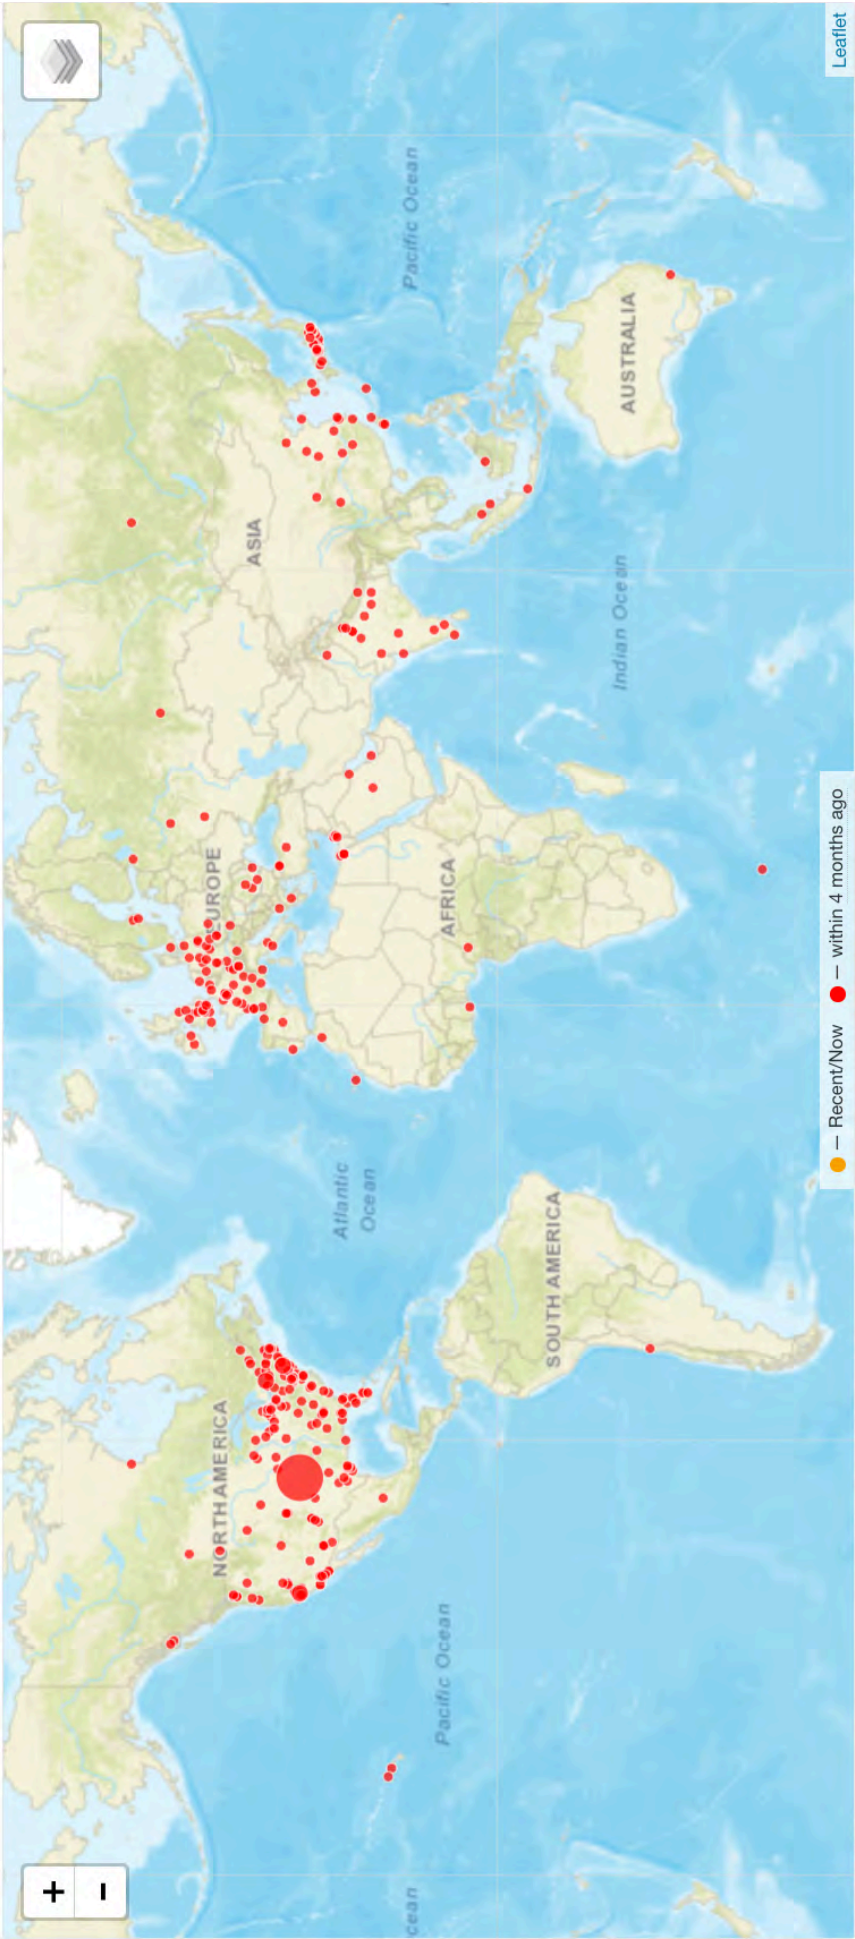 +
−
NORTH AMERICA
EUROPE
ASIA
Atlantic
Ocean
Pacific Ocean
Pacific Ocean
cean
AFRICA
SOUTH AMERICA
Indian Ocean
AUSTRALIA
— Recent/Now — within 4 months ago
Leaflet